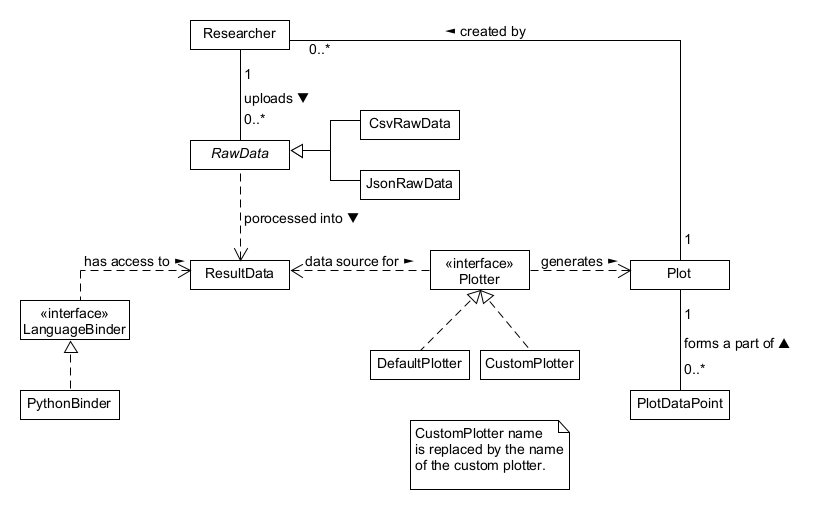 Researcher
◄ created by
0..*
1
uploads ▼
0..*
CsvRawData
RawData
JsonRawData
porocessed into ▼
1
has access to ►
ResultData
data source for ►
«interface»
Plotter
generates ►
Plot
«interface»
LanguageBinder
1
forms a part of ▲
0..*
DefaultPlotter
CustomPlotter
PythonBinder
PlotDataPoint
CustomPlotter name
is replaced by the name
of the custom plotter.